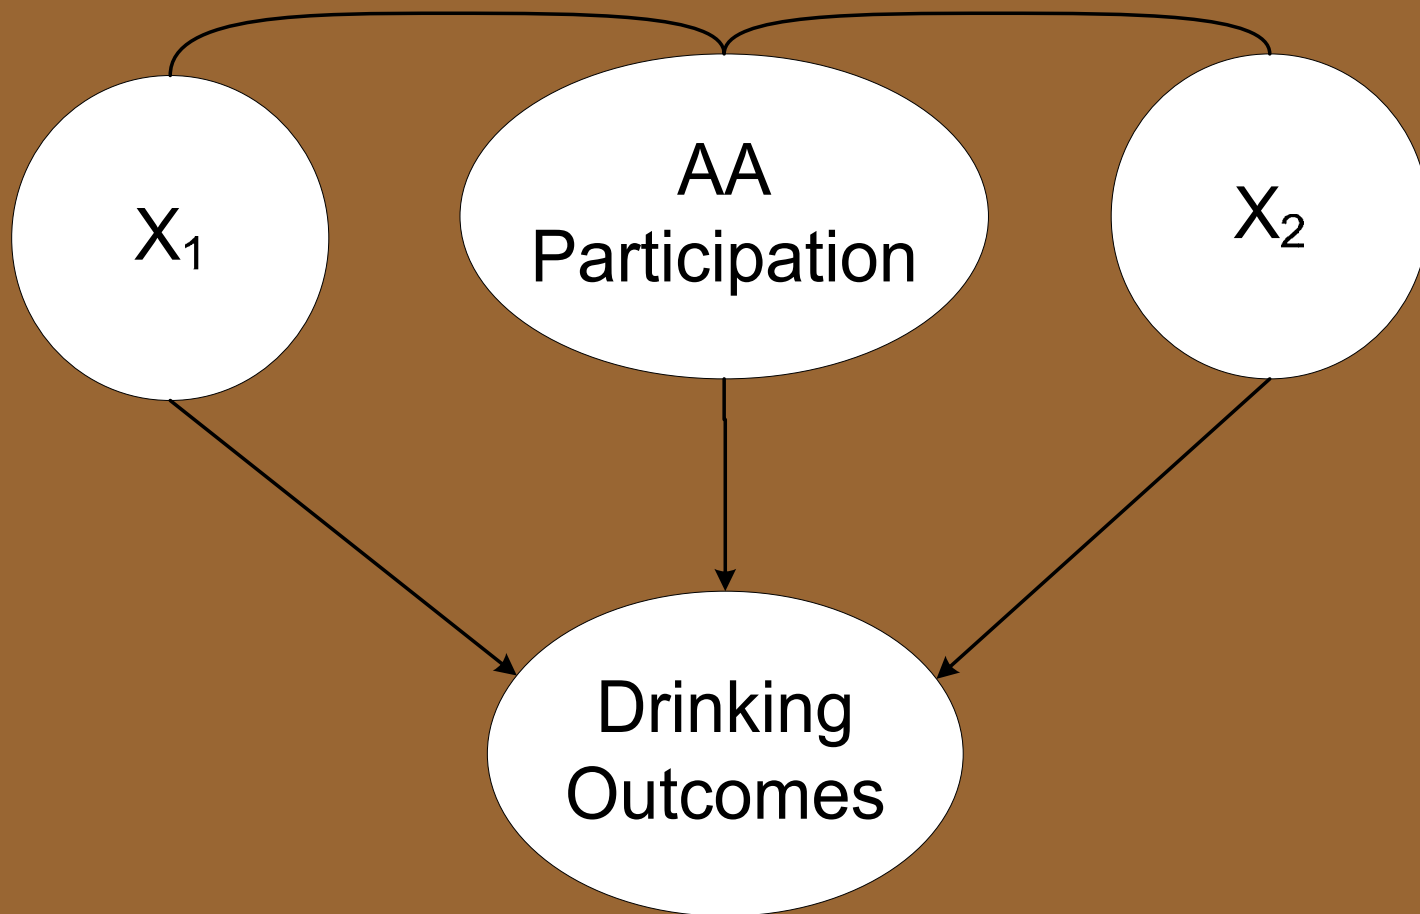 X₁
AA
Participation
X₂
Drinking
Outcomes